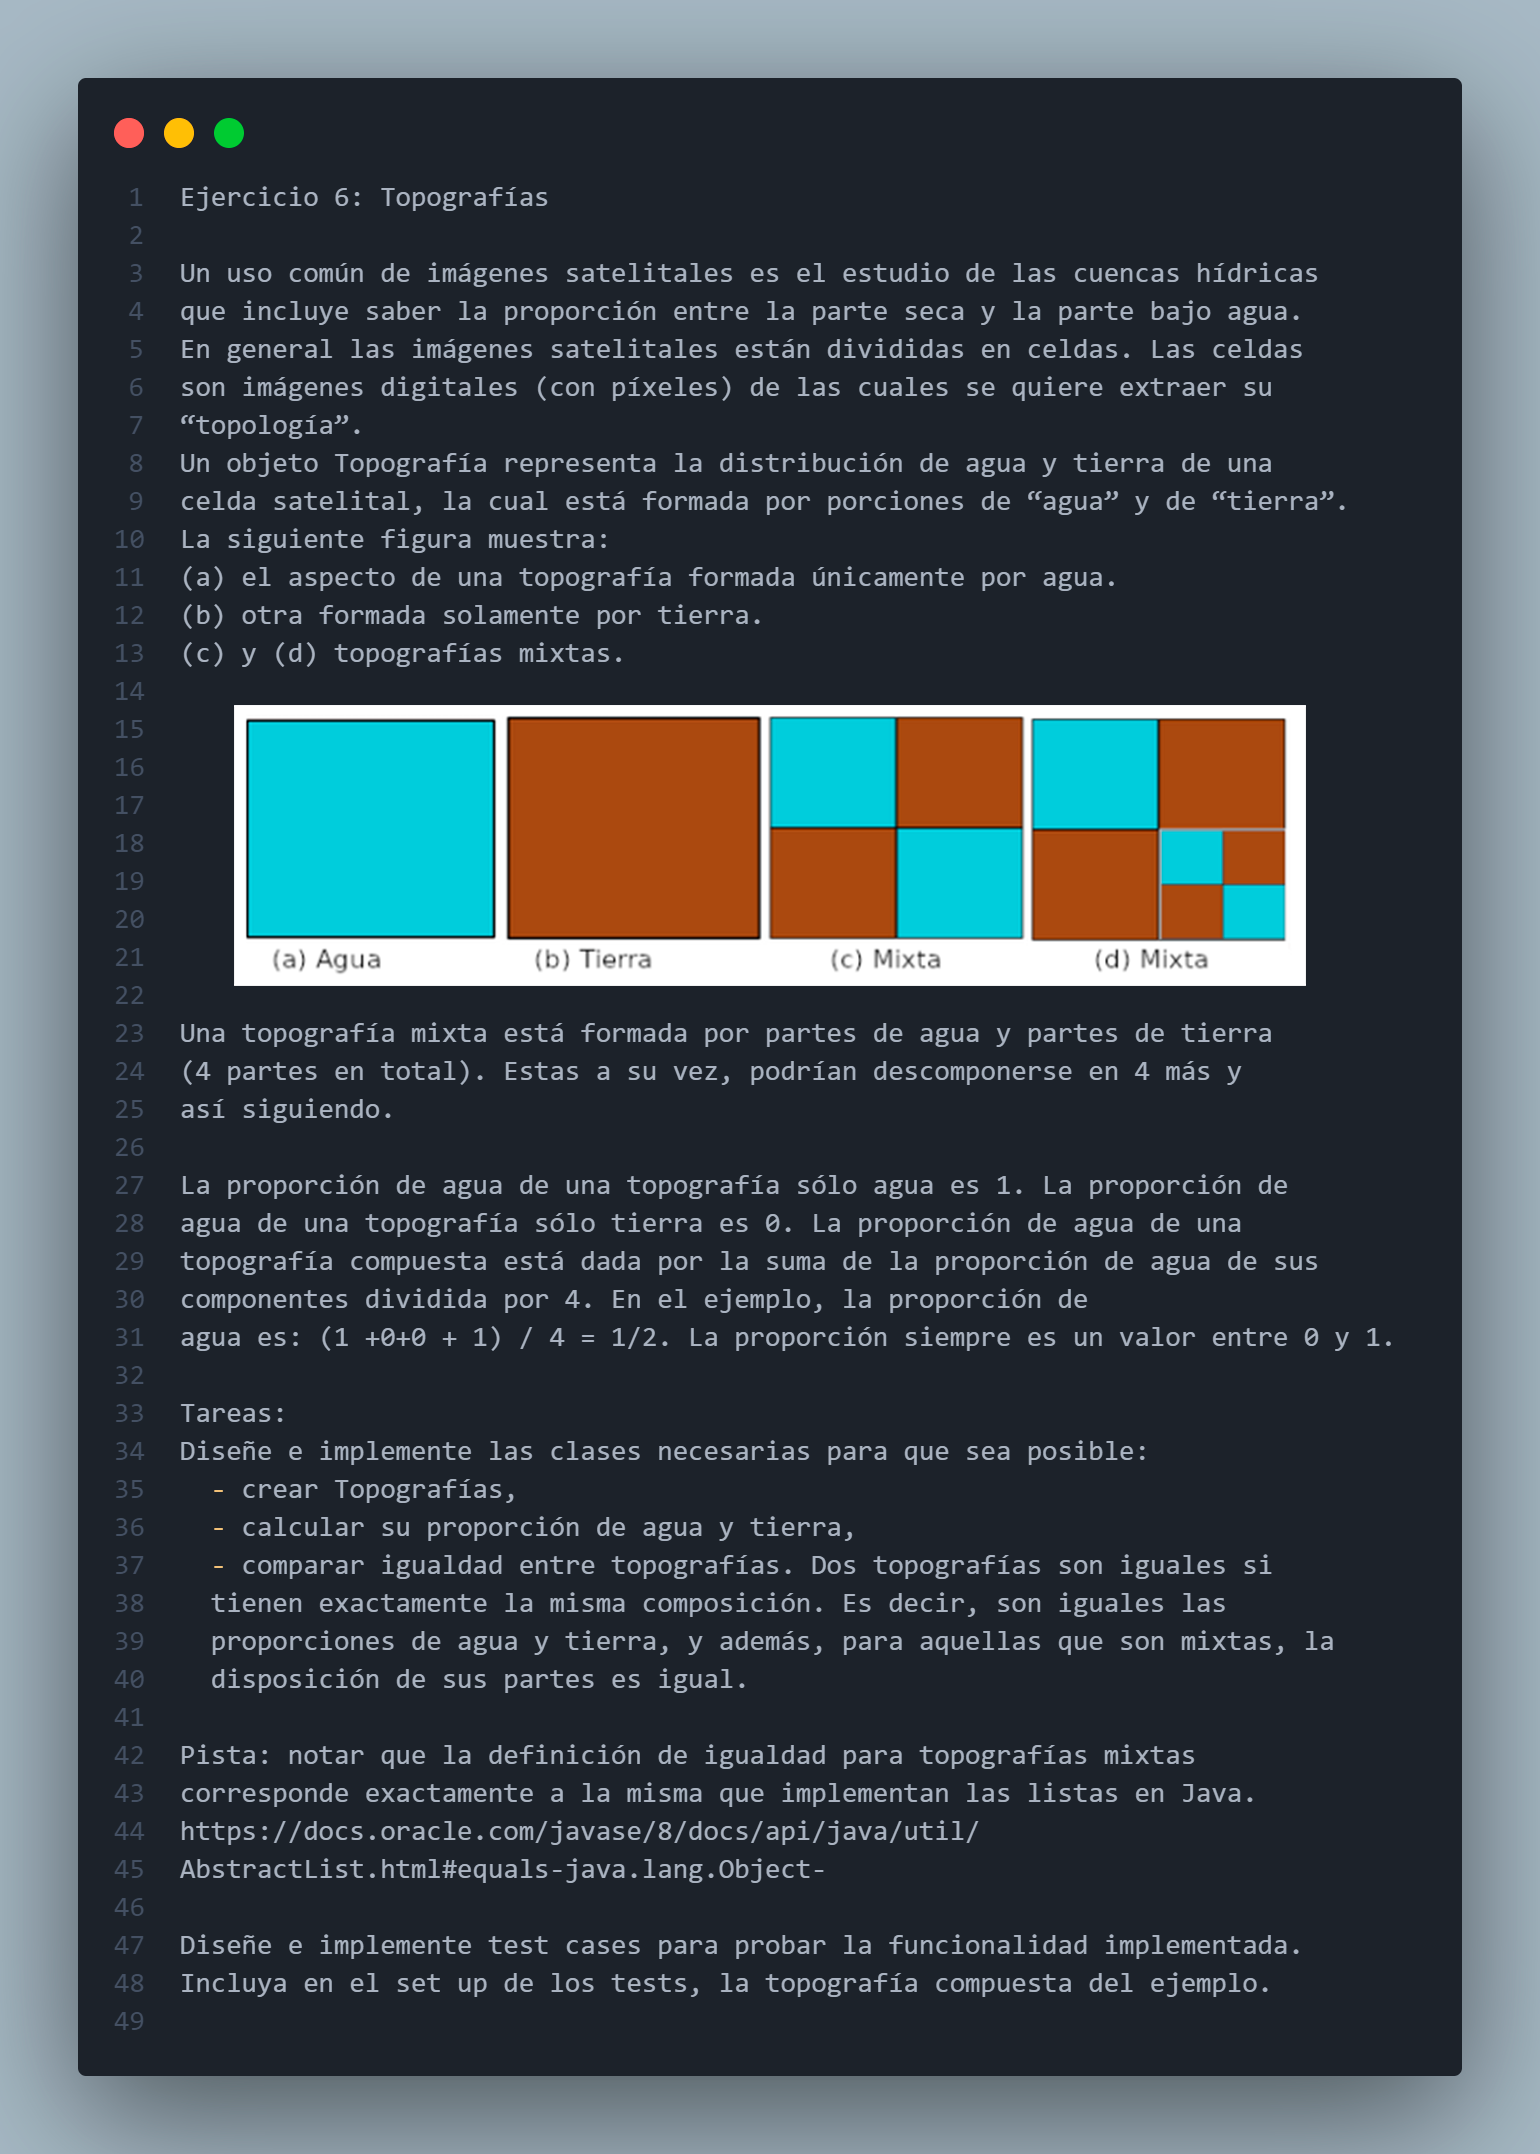 1 Ejercicio 6: Topografías
2
3 Un uso común de imágenes satelitales es el estudio de las cuencas hídricas
4 que incluye saber la proporción entre la parte seca y la parte bajo agua.
5 En general las imágenes satelitales están divididas en celdas. Las celdas
6 son imágenes digitales (con píxeles) de las cuales se quiere extraer su
7 “topología”.
8 Un objeto Topografía representa la distribución de agua y tierra de una
9 celda satelital, la cual está formada por porciones de “agua” y de “tierra”.
10 La siguiente figura muestra:
11 (a) el aspecto de una topografía formada únicamente por agua.
12 (b) otra formada solamente por tierra.
13 (c) y (d) topografías mixtas.
14
15
16
17
18
19
20
21
(a) Agua (b) Tierra (c) Mixta (d) Mixta
22
23 Una topografía mixta está formada por partes de agua y partes de tierra
24 (4 partes en total). Estas a su vez, podrían descomponerse en 4 más y
25 así siguiendo.
26
27 La proporción de agua de una topografía sólo agua es 1. La proporción de
28 agua de una topografía sólo tierra es 0. La proporción de agua de una
29 topografía compuesta está dada por la suma de la proporción de agua de sus
30 componentes dividida por 4. En el ejemplo, la proporción de
31 agua es: (1 +0+0 + 1) / 4 = 1/2. La proporción siempre es un valor entre 0 y 1.
32
33 Tareas:
34 Diseñe e implemente las clases necesarias para que sea posible:
35 - crear Topografías,
36 - calcular su proporción de agua y tierra,
37 - comparar igualdad entre topografías. Dos topografías son iguales si
38 tienen exactamente la misma composición. Es decir, son iguales las
39 proporciones de agua y tierra, y además, para aquellas que son mixtas, la
40 disposición de sus partes es igual.
41
42 Pista: notar que la definición de igualdad para topografías mixtas
43 corresponde exactamente a la misma que implementan las listas en Java.
44 https://docs.oracle.com/javase/8/docs/api/java/util/
45 AbstractList.html#equals-java.lang.Object-
46
47 Diseñe e implemente test cases para probar la funcionalidad implementada.
48 Incluya en el set up de los tests, la topografía compuesta del ejemplo.
49